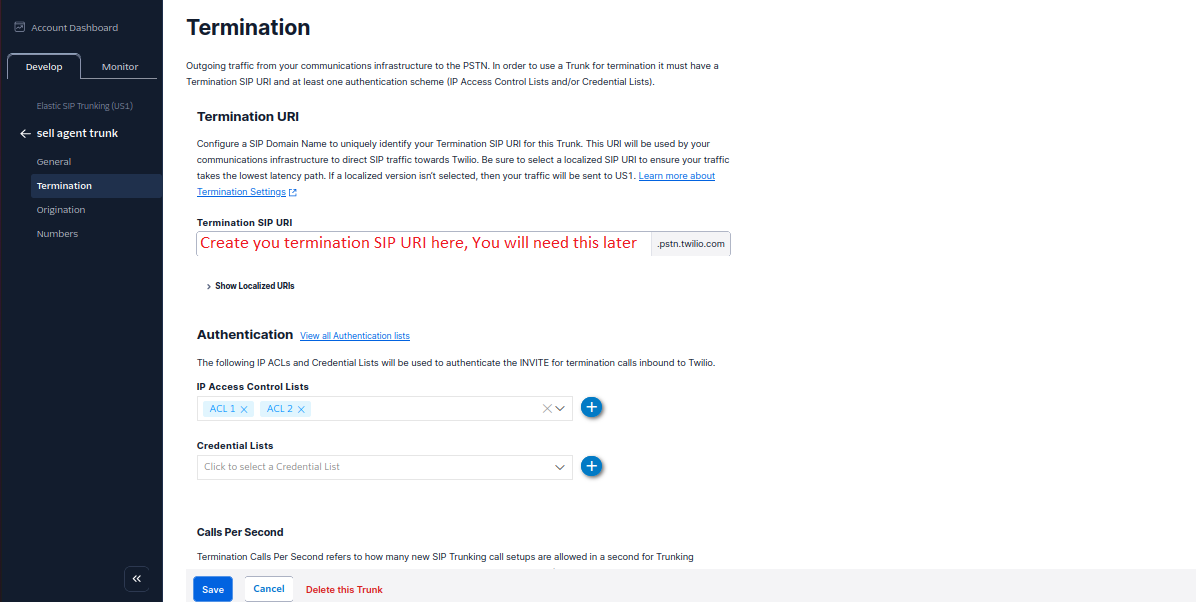 Account Dashboard
Develop
Monitor
Elastic SIP Trunking (US1)
sell agent trunk
General
Termination
Origination
Numbers
Termination
Outgoing traffic from your communications infrastructure to the PSTN. In order to use a Trunk for termination it must have a
Termination SIP URI and at least one authentication scheme (IP Access Control Lists and/or Credential Lists).
Termination URI
Configure a SIP Domain Name to uniquely identify your Termination SIP URI for this Trunk. This URI will be used by your
communications infrastructure to direct SIP traffic towards Twilio. Be sure to select a localized SIP URI to ensure your traffic
takes the lowest latency path. If a localized version isn't selected, then your traffic will be sent to US1. Learn more about
Termination Settings
Termination SIP URI
Create you termination SIP URI here, You will need this later
.pstn.twilio.com
Show Localized URIs
Authentication View all Authentication lists
The following IP ACLs and Credential Lists will be used to authenticate the INVITE for termination calls inbound to Twilio.
IP Access Control Lists
ACL 1 ACL 2
Credential Lists
Click to select a Credential List
Calls Per Second
Termination Calls Per Second refers to how many new SIP Trunking call setups are allowed in a second for Trunking
Save
Cancel
Delete this Trunk